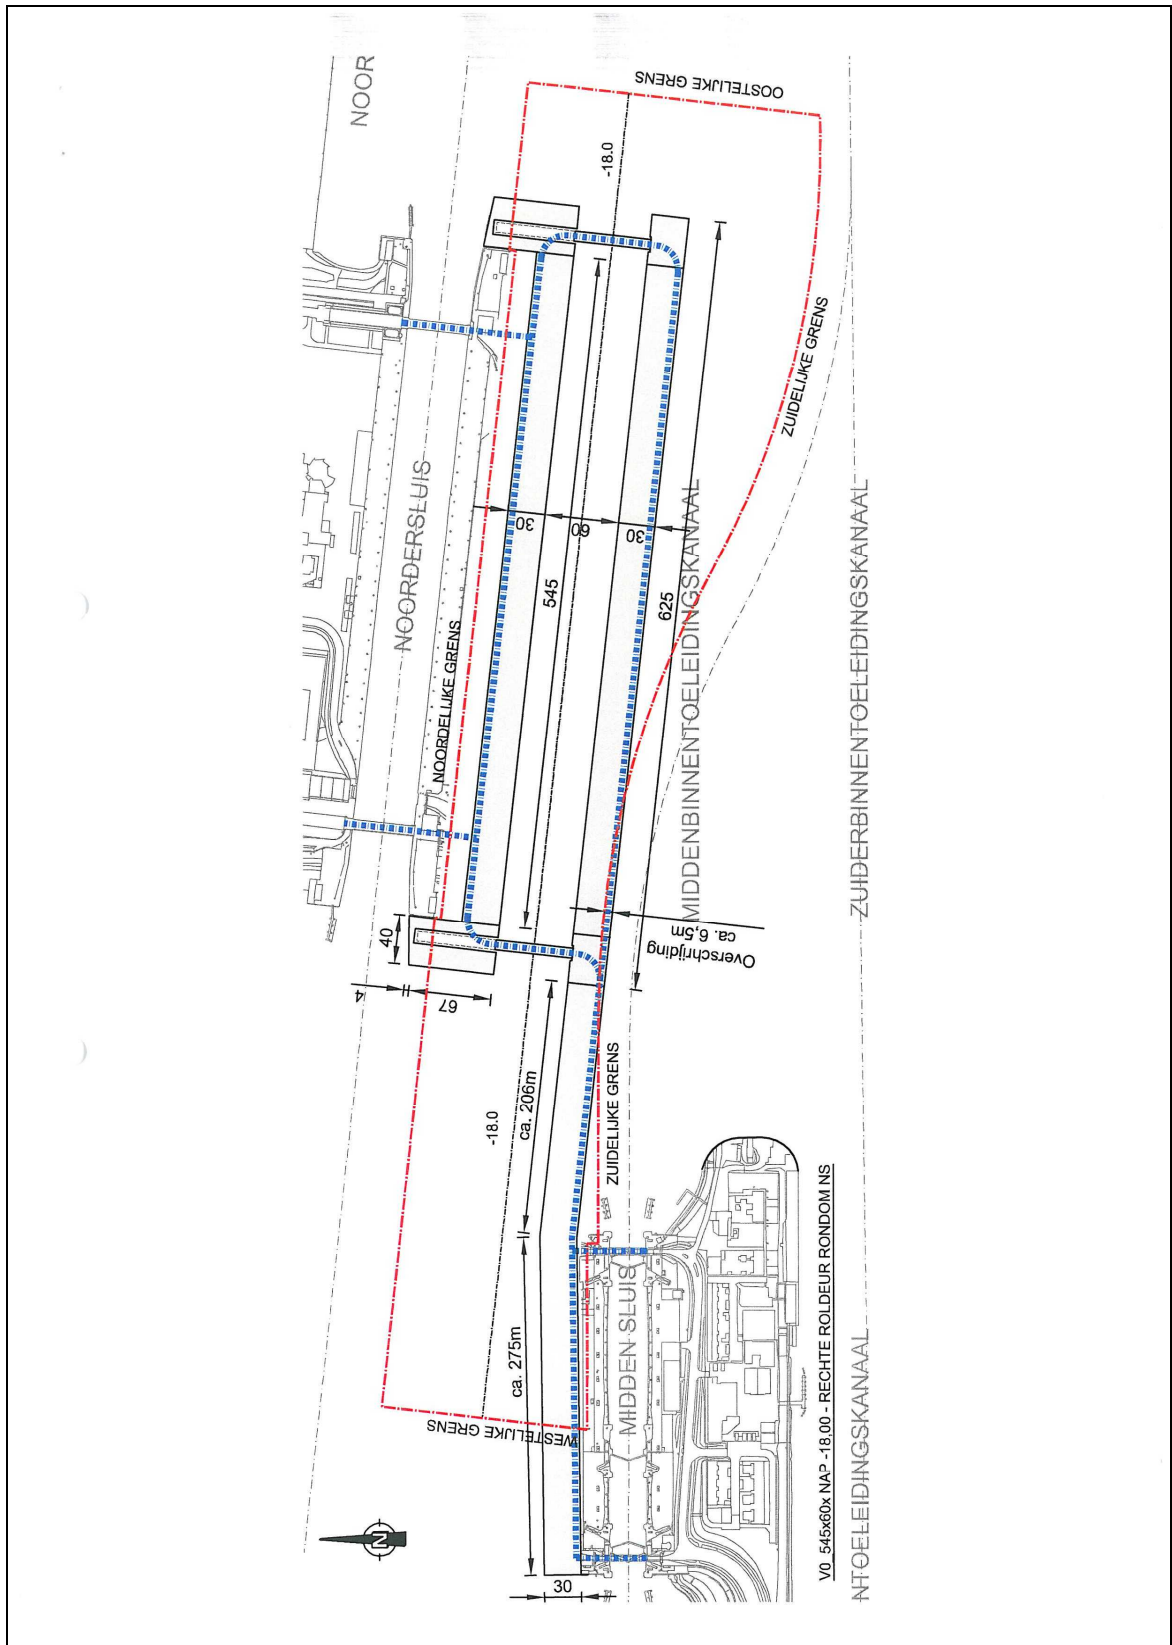 NOOR
OOSTELIJKE GRENS
-18.0
ZUIDELIJKE GRENS
NOORDERSLUIS
NOORDELIJKE GRENS
30
60
30
545
625
MIDDENBINNENTOELEIDINGSKANAAL
ZUIDERBINNENTOELEIDINGSKANAAL
Overschrijding
ca. 6,5m
40
4
67
ca. 206m
-18.0
ZUIDELIJKE GRENS
ca. 275m
WESTELIJKE GRENS
MIDDEN SLUIS
30
N
V0 545x60x NAP -18,00 - RECHTE ROLDEUR RONDOM NS
NTOELEIDINGSKANAAL